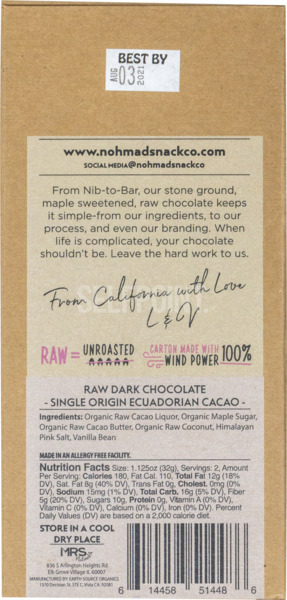 BEST BY
AUG 03 2021
www.nohmadsnackco.com
SOCIAL MEDIA@nohmadsnackco
From Nib-to-Bar, our stone ground,
maple sweetened, raw chocolate keeps
it simple-from our ingredients, to our
process, and even our branding. When
life is complicated, your chocolate
shouldn't be. Leave the hard work to us.
From California with Love
L & V
RAW = UNROASTED CARTON MADE WITH WIND POWER 100%
RAW DARK CHOCOLATE
- SINGLE ORIGIN ECUADORIAN CACAO -
Ingredients: Organic Raw Cacao Liquor, Organic Maple Sugar,
Organic Raw Cacao Butter, Organic Raw Coconut, Himalayan
Pink Salt, Vanilla Bean
MADE IN AN ALLERGY FREE FACILITY.
Nutrition Facts Size: 1.125oz (32g), Servings: 2, Amount
Per Serving: Calories 180, Fat Cal. 110, Total Fat 12g (18%
DV), Sat. Fat 8g (40% DV), Trans Fat 0g, Cholest. 0mg (0%
DV), Sodium 15mg (1% DV), Total Carb. 16g (5% DV), Fiber
5g (20% DV), Sugars 10g, Protein 0g, Vitamin A (0% DV),
Vitamin C (0% DV), Calcium (0% DV), Iron (0% DV). Percent
Daily Values (DV) are based on a 2,000 calorie diet.
STORE IN A COOL
DRY PLACE
MRS
836 S Arlington Heights Rd.
Elk Grove Village IL 60007
MANUFACTURED BY EARTH SOURCE ORGANICS
1370 Decision St, STE E, Vista CA. 92081
6 14458 51448 6